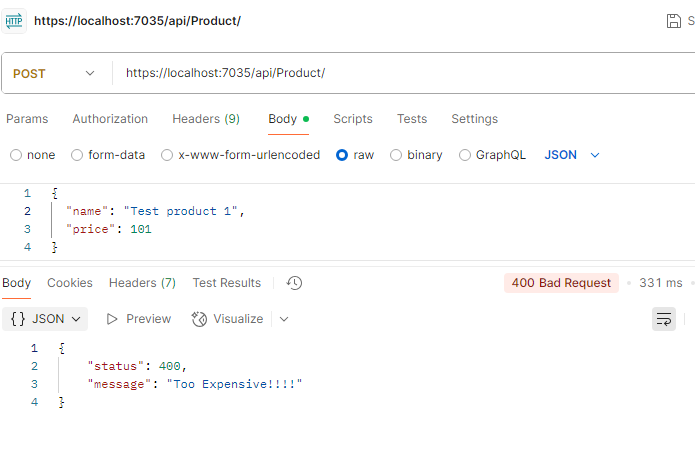 HTTP https://localhost:7035/api/Product/ S
POST https://localhost:7035/api/Product/
Params Authorization Headers (9) Body Scripts Tests Settings
none form-data x-www-form-urlencoded raw binary GraphQL JSON
1 {
2 "name": "Test product 1",
3 "price": 101
4 }
Body Cookies Headers (7) Test Results 400 Bad Request • 331 ms •
{} JSON Preview Visualize
1 {
2 "status": 400,
3 "message": "Too Expensive!!!!"
4 }